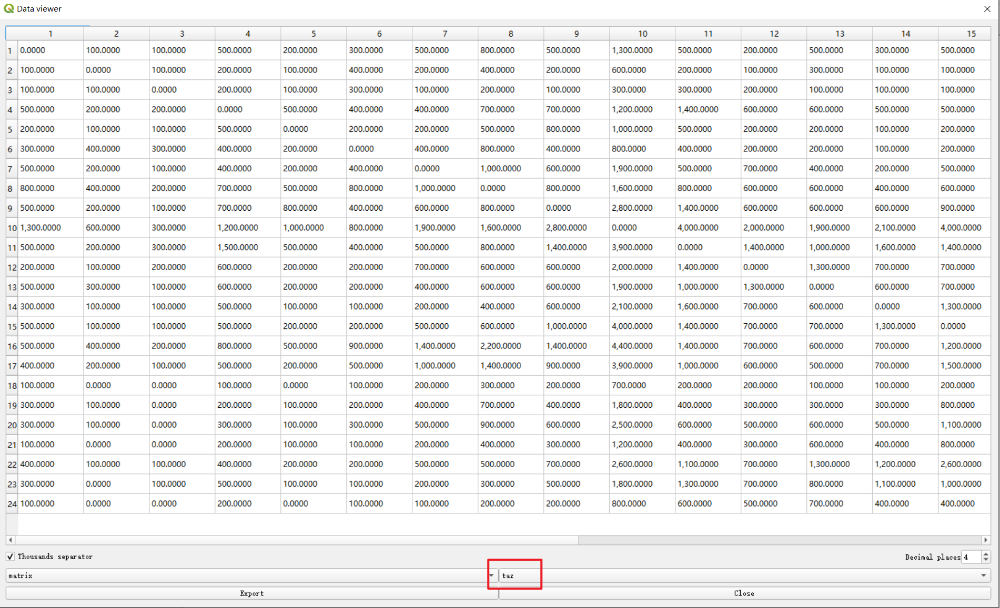 Data viewer
1 2 3 4 5 6 7 8 9 10 11 12 13 14 15
1 0.0000 100.0000 100.0000 500.0000 200.0000 300.0000 500.0000 800.0000 500.0000 1,300.0000 500.0000 200.0000 500.0000 300.0000 500.0000
2 100.0000 0.0000 100.0000 200.0000 100.0000 400.0000 200.0000 400.0000 200.0000 600.0000 200.0000 100.0000 300.0000 100.0000 100.0000
3 100.0000 100.0000 0.0000 200.0000 100.0000 300.0000 100.0000 200.0000 100.0000 300.0000 300.0000 200.0000 100.0000 100.0000 100.0000
4 500.0000 200.0000 200.0000 0.0000 500.0000 400.0000 400.0000 700.0000 700.0000 1,200.0000 1,400.0000 600.0000 600.0000 500.0000 500.0000
5 200.0000 100.0000 100.0000 500.0000 0.0000 200.0000 200.0000 500.0000 800.0000 1,000.0000 500.0000 200.0000 200.0000 100.0000 200.0000
6 300.0000 400.0000 300.0000 400.0000 200.0000 0.0000 400.0000 800.0000 400.0000 800.0000 400.0000 200.0000 200.0000 100.0000 200.0000
7 500.0000 200.0000 100.0000 400.0000 200.0000 400.0000 0.0000 1,000.0000 600.0000 1,900.0000 500.0000 700.0000 400.0000 200.0000 500.0000
8 800.0000 400.0000 200.0000 700.0000 500.0000 800.0000 1,000.0000 0.0000 800.0000 1,600.0000 800.0000 600.0000 600.0000 400.0000 600.0000
9 500.0000 200.0000 100.0000 700.0000 800.0000 400.0000 600.0000 800.0000 0.0000 2,800.0000 1,400.0000 600.0000 600.0000 600.0000 900.0000
10 1,300.0000 600.0000 300.0000 1,200.0000 1,000.0000 800.0000 1,900.0000 1,600.0000 2,800.0000 0.0000 4,000.0000 2,000.0000 1,900.0000 2,100.0000 4,000.0000
11 500.0000 200.0000 300.0000 1,500.0000 500.0000 400.0000 500.0000 800.0000 1,400.0000 3,900.0000 0.0000 1,400.0000 1,000.0000 1,600.0000 1,400.0000
12 200.0000 100.0000 200.0000 600.0000 200.0000 200.0000 700.0000 600.0000 600.0000 2,000.0000 1,400.0000 0.0000 1,300.0000 700.0000 700.0000
13 500.0000 300.0000 100.0000 600.0000 200.0000 200.0000 400.0000 600.0000 600.0000 1,900.0000 1,000.0000 1,300.0000 0.0000 600.0000 700.0000
14 300.0000 100.0000 100.0000 500.0000 100.0000 100.0000 200.0000 400.0000 600.0000 2,100.0000 1,600.0000 700.0000 600.0000 0.0000 1,300.0000
15 500.0000 100.0000 100.0000 500.0000 200.0000 200.0000 500.0000 600.0000 1,000.0000 4,000.0000 1,400.0000 700.0000 700.0000 1,300.0000 0.0000
16 500.0000 400.0000 200.0000 800.0000 500.0000 900.0000 1,400.0000 2,200.0000 1,400.0000 4,400.0000 1,400.0000 700.0000 600.0000 700.0000 1,200.0000
17 400.0000 200.0000 100.0000 500.0000 200.0000 500.0000 1,000.0000 1,400.0000 900.0000 3,900.0000 1,000.0000 600.0000 500.0000 700.0000 1,500.0000
18 100.0000 0.0000 0.0000 100.0000 0.0000 100.0000 200.0000 300.0000 200.0000 700.0000 200.0000 200.0000 100.0000 100.0000 200.0000
19 300.0000 100.0000 0.0000 200.0000 100.0000 200.0000 400.0000 700.0000 400.0000 1,800.0000 400.0000 300.0000 300.0000 300.0000 800.0000
20 300.0000 100.0000 0.0000 300.0000 100.0000 300.0000 500.0000 900.0000 600.0000 2,500.0000 600.0000 500.0000 600.0000 500.0000 1,100.0000
21 100.0000 0.0000 0.0000 200.0000 100.0000 100.0000 200.0000 400.0000 300.0000 1,200.0000 400.0000 300.0000 600.0000 400.0000 800.0000
22 400.0000 100.0000 100.0000 400.0000 200.0000 200.0000 500.0000 500.0000 700.0000 2,600.0000 1,100.0000 700.0000 1,300.0000 1,200.0000 2,600.0000
23 300.0000 0.0000 100.0000 500.0000 100.0000 100.0000 200.0000 300.0000 500.0000 1,800.0000 1,300.0000 700.0000 800.0000 1,100.0000 1,000.0000
24 100.0000 0.0000 0.0000 200.0000 0.0000 100.0000 100.0000 200.0000 200.0000 800.0000 600.0000 500.0000 700.0000 400.0000 400.0000
Thousands separator Decimal places 4
matrix taz
Export Close